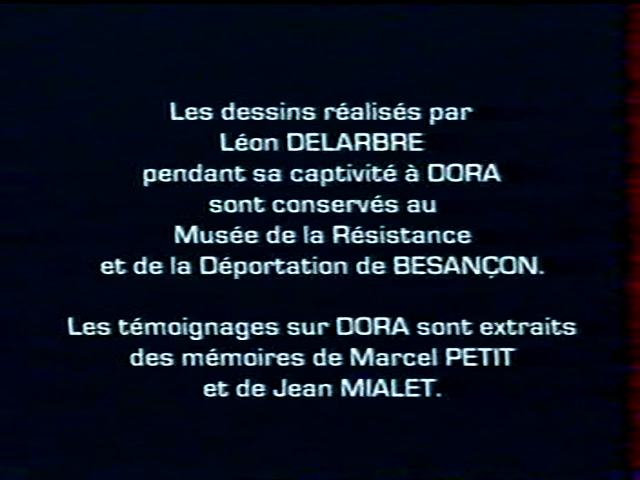 Les dessins réalisés par
Léon DELARBRE
pendant sa captivité à DORA
sont conservés au
Musée de la Résistance
et de la Déportation de BESANÇON.
Les témoignages sur DORA sont extraits
des mémoires de Marcel PETIT
et de Jean MIALET.